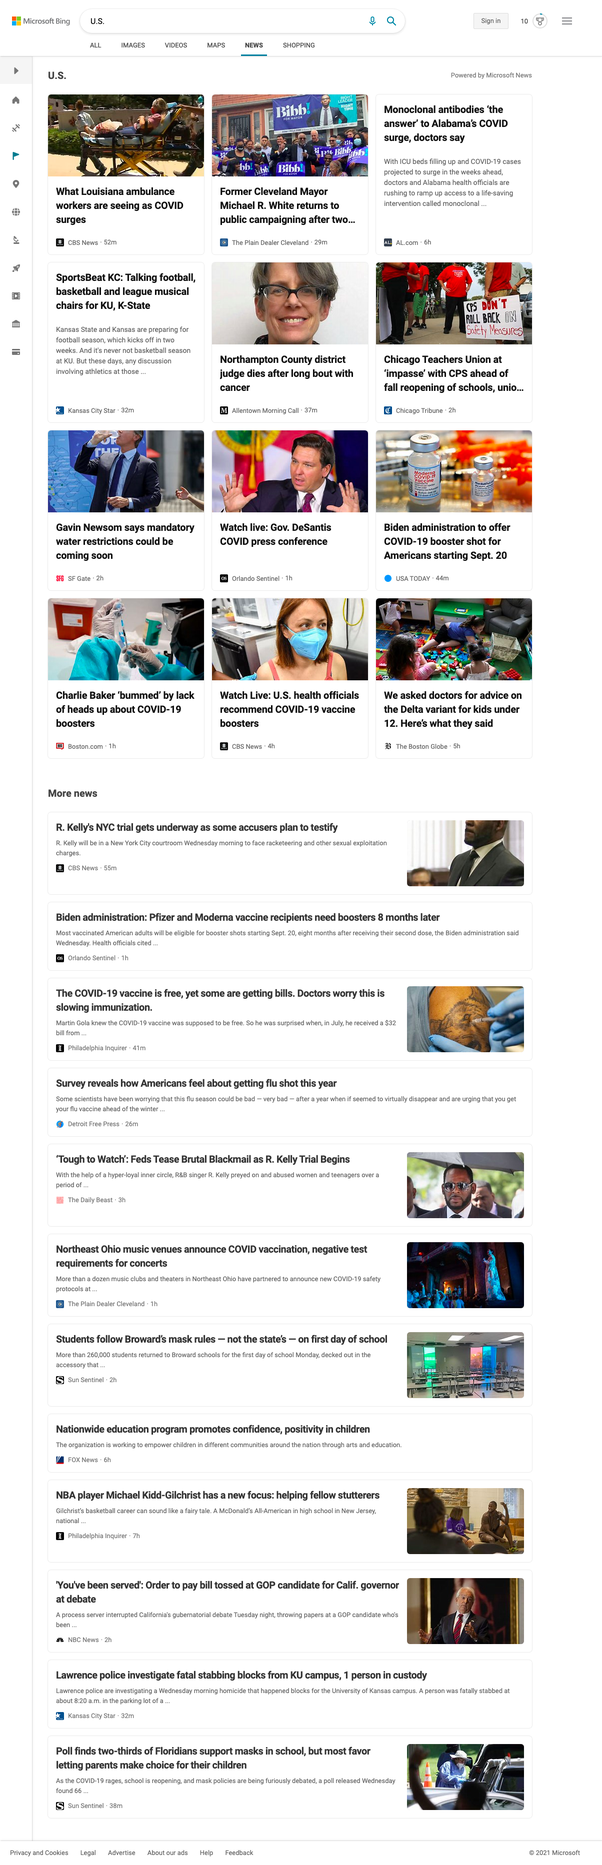 Microsoft Bing
U.S.
Sign in
10
ALL IMAGES VIDEOS MAPS NEWS SHOPPING
U.S.
Powered by Microsoft News
Bibb!
FOR MAYOR
Bibb!
Bibb!
What Louisiana ambulance
workers are seeing as COVID
surges
CBS News · 52m
Former Cleveland Mayor
Michael R. White returns to
public campaigning after two...
The Plain Dealer Cleveland · 29m
Monoclonal antibodies ‘the
answer’ to Alabama’s COVID
surge, doctors say
With ICU beds filling up and COVID-19 cases
projected to surge in the weeks ahead,
doctors and Alabama health officials are
rushing to ramp up access to a life-saving
intervention called monoclonal ...
AL.com · 6h
SportsBeat KC: Talking football,
basketball and league musical
chairs for KU, K-State
Kansas State and Kansas are preparing for
football season, which kicks off in two
weeks. And it's never not basketball season
at KU. But these days, any discussion
involving athletics at those ...
Kansas City Star · 32m
Northampton County district
judge dies after long bout with
cancer
Allentown Morning Call · 37m
CPS DON'T
ROLL BACK
Safety Measures
Chicago Teachers Union at
‘impasse’ with CPS ahead of
fall reopening of schools, unio...
Chicago Tribune · 2h
Gavin Newsom says mandatory
water restrictions could be
coming soon
SF Gate · 2h
Watch live: Gov. DeSantis
COVID press conference
Orlando Sentinel · 1h
Biden administration to offer
COVID-19 booster shot for
Americans starting Sept. 20
USA TODAY · 44m
Charlie Baker ‘bummed’ by lack
of heads up about COVID-19
boosters
Boston.com · 1h
Watch Live: U.S. health officials
recommend COVID-19 vaccine
boosters
CBS News · 4h
We asked doctors for advice on
the Delta variant for kids under
12. Here’s what they said
The Boston Globe · 5h
More news
R. Kelly's NYC trial gets underway as some accusers plan to testify
R. Kelly will be in a New York City courtroom Wednesday morning to face racketeering and other sexual exploitation
charges.
CBS News · 55m
Biden administration: Pfizer and Moderna vaccine recipients need boosters 8 months later
Most vaccinated American adults will be eligible for booster shots starting Sept. 20, eight months after receiving their second dose, the Biden administration said
Wednesday. Health officials cited ...
Orlando Sentinel · 1h
The COVID-19 vaccine is free, yet some are getting bills. Doctors worry this is
slowing immunization.
Martin Gola knew the COVID-19 vaccine was supposed to be free. So he was surprised when, in July, he received a $32
bill from ...
Philadelphia Inquirer · 41m
Survey reveals how Americans feel about getting flu shot this year
Some scientists have been worrying that this flu season could be bad — very bad — after a year when if seemed to virtually disappear and are urging that you get
your flu vaccine ahead of the winter ...
Detroit Free Press · 26m
‘Tough to Watch’: Feds Tease Brutal Blackmail as R. Kelly Trial Begins
With the help of a hyper-loyal inner circle, R&B singer R. Kelly preyed on and abused women and teenagers over a
period of ...
The Daily Beast · 3h
Northeast Ohio music venues announce COVID vaccination, negative test
requirements for concerts
More than a dozen music clubs and theaters in Northeast Ohio have partnered to announce new COVID-19 safety
protocols at ...
The Plain Dealer Cleveland · 1h
Students follow Broward’s mask rules — not the state’s — on first day of school
More than 260,000 students returned to Broward schools for the first day of school Monday, decked out in the
accessory that ...
Sun Sentinel · 2h
Nationwide education program promotes confidence, positivity in children
The organization is working to empower children in different communities around the nation through arts and education.
FOX News · 6h
NBA player Michael Kidd-Gilchrist has a new focus: helping fellow stutterers
Gilchrist's basketball career can sound like a fairy tale. A McDonald's All-American in high school in New Jersey,
national ...
Philadelphia Inquirer · 7h
'You've been served': Order to pay bill tossed at GOP candidate for Calif. governor
at debate
A process server interrupted California's gubernatorial debate Tuesday night, throwing papers at a GOP candidate who's
been ...
NBC News · 2h
Lawrence police investigate fatal stabbing blocks from KU campus, 1 person in custody
Lawrence police are investigating a Wednesday morning homicide that happened blocks for the University of Kansas campus. A person was fatally stabbed at
about 8:20 a.m. in the parking lot of a ...
Kansas City Star · 32m
Poll finds two-thirds of Floridians support masks in school, but most favor
letting parents make choice for their children
As the COVID-19 rages, school is reopening, and mask policies are being furiously debated, a poll released Wednesday
found 66 ...
Sun Sentinel · 38m
Privacy and Cookies Legal Advertise About our ads Help Feedback
© 2021 Microsoft